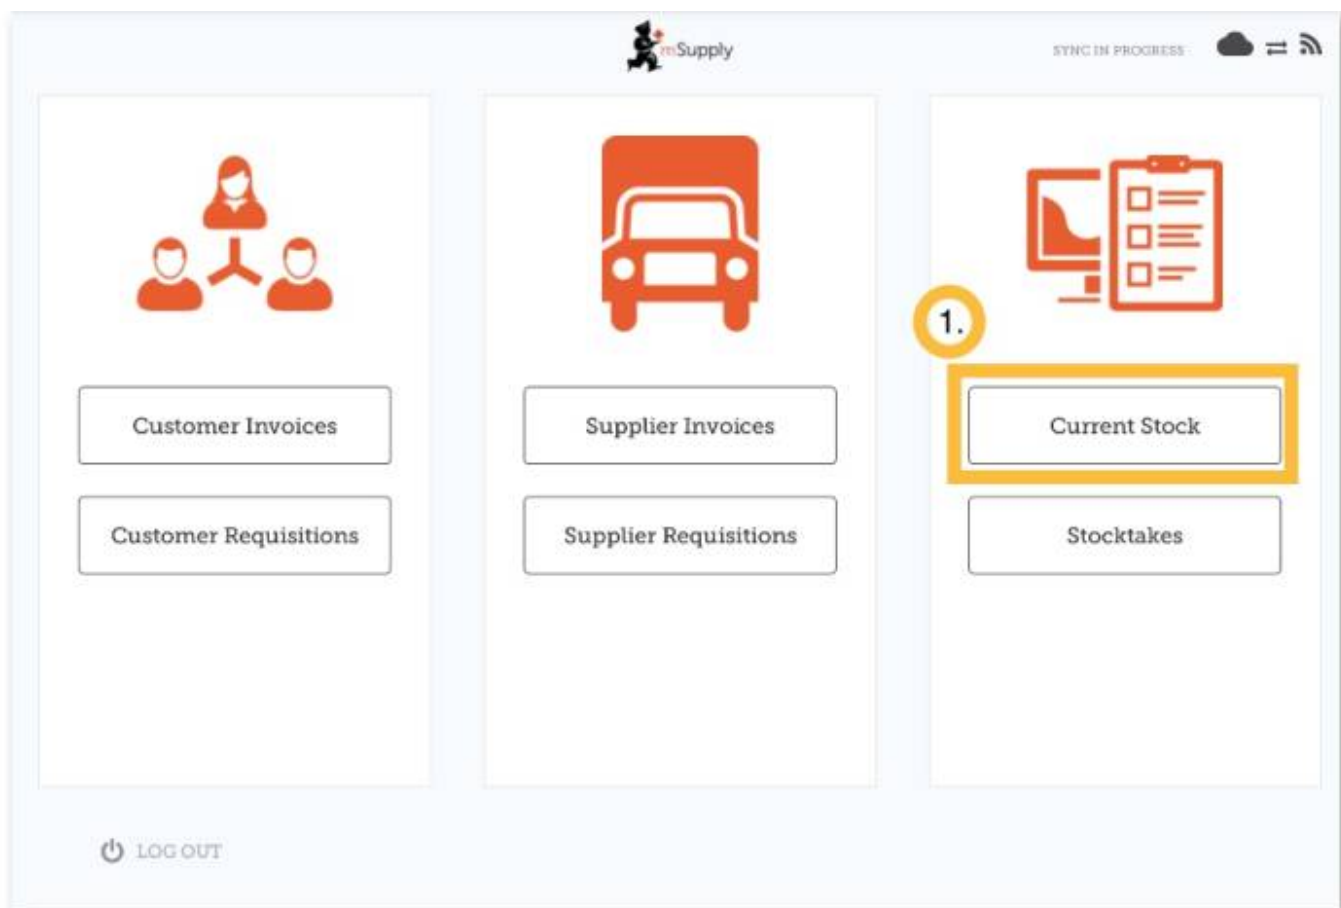 mSupply
SYNC IN PROGRESS
1.
Customer Invoices
Supplier Invoices
Current Stock
Customer Requisitions
Supplier Requisitions
Stocktakes
LOG OUT